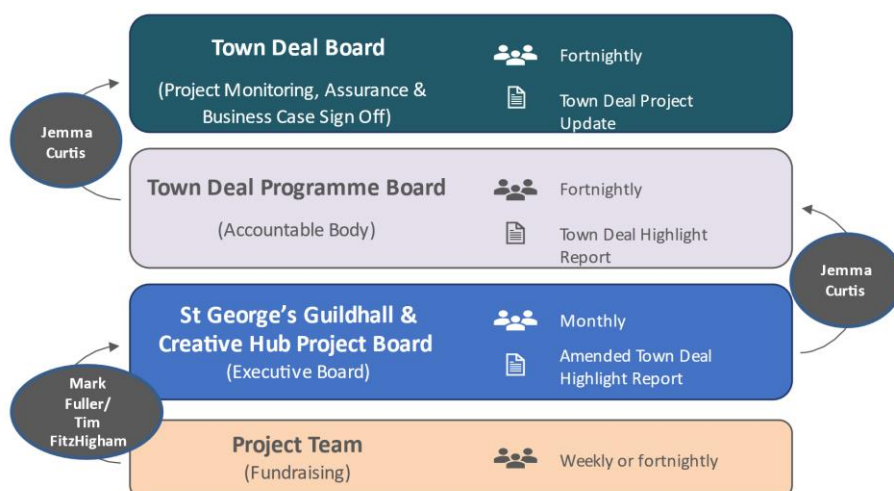 Town Deal Board
(Project Monitoring, Assurance &
Business Case Sign Off)
Fortnightly
Town Deal Project
Update
Jemma
Curtis
Town Deal Programme Board
(Accountable Body)
Fortnightly
Town Deal Highlight
Report
Jemma
Curtis
St George’s Guildhall &
Creative Hub Project Board
(Executive Board)
Monthly
Amended Town Deal
Highlight Report
Mark
Fuller/
Tim
FitzHigham
Project Team
(Fundraising)
Weekly or fortnightly